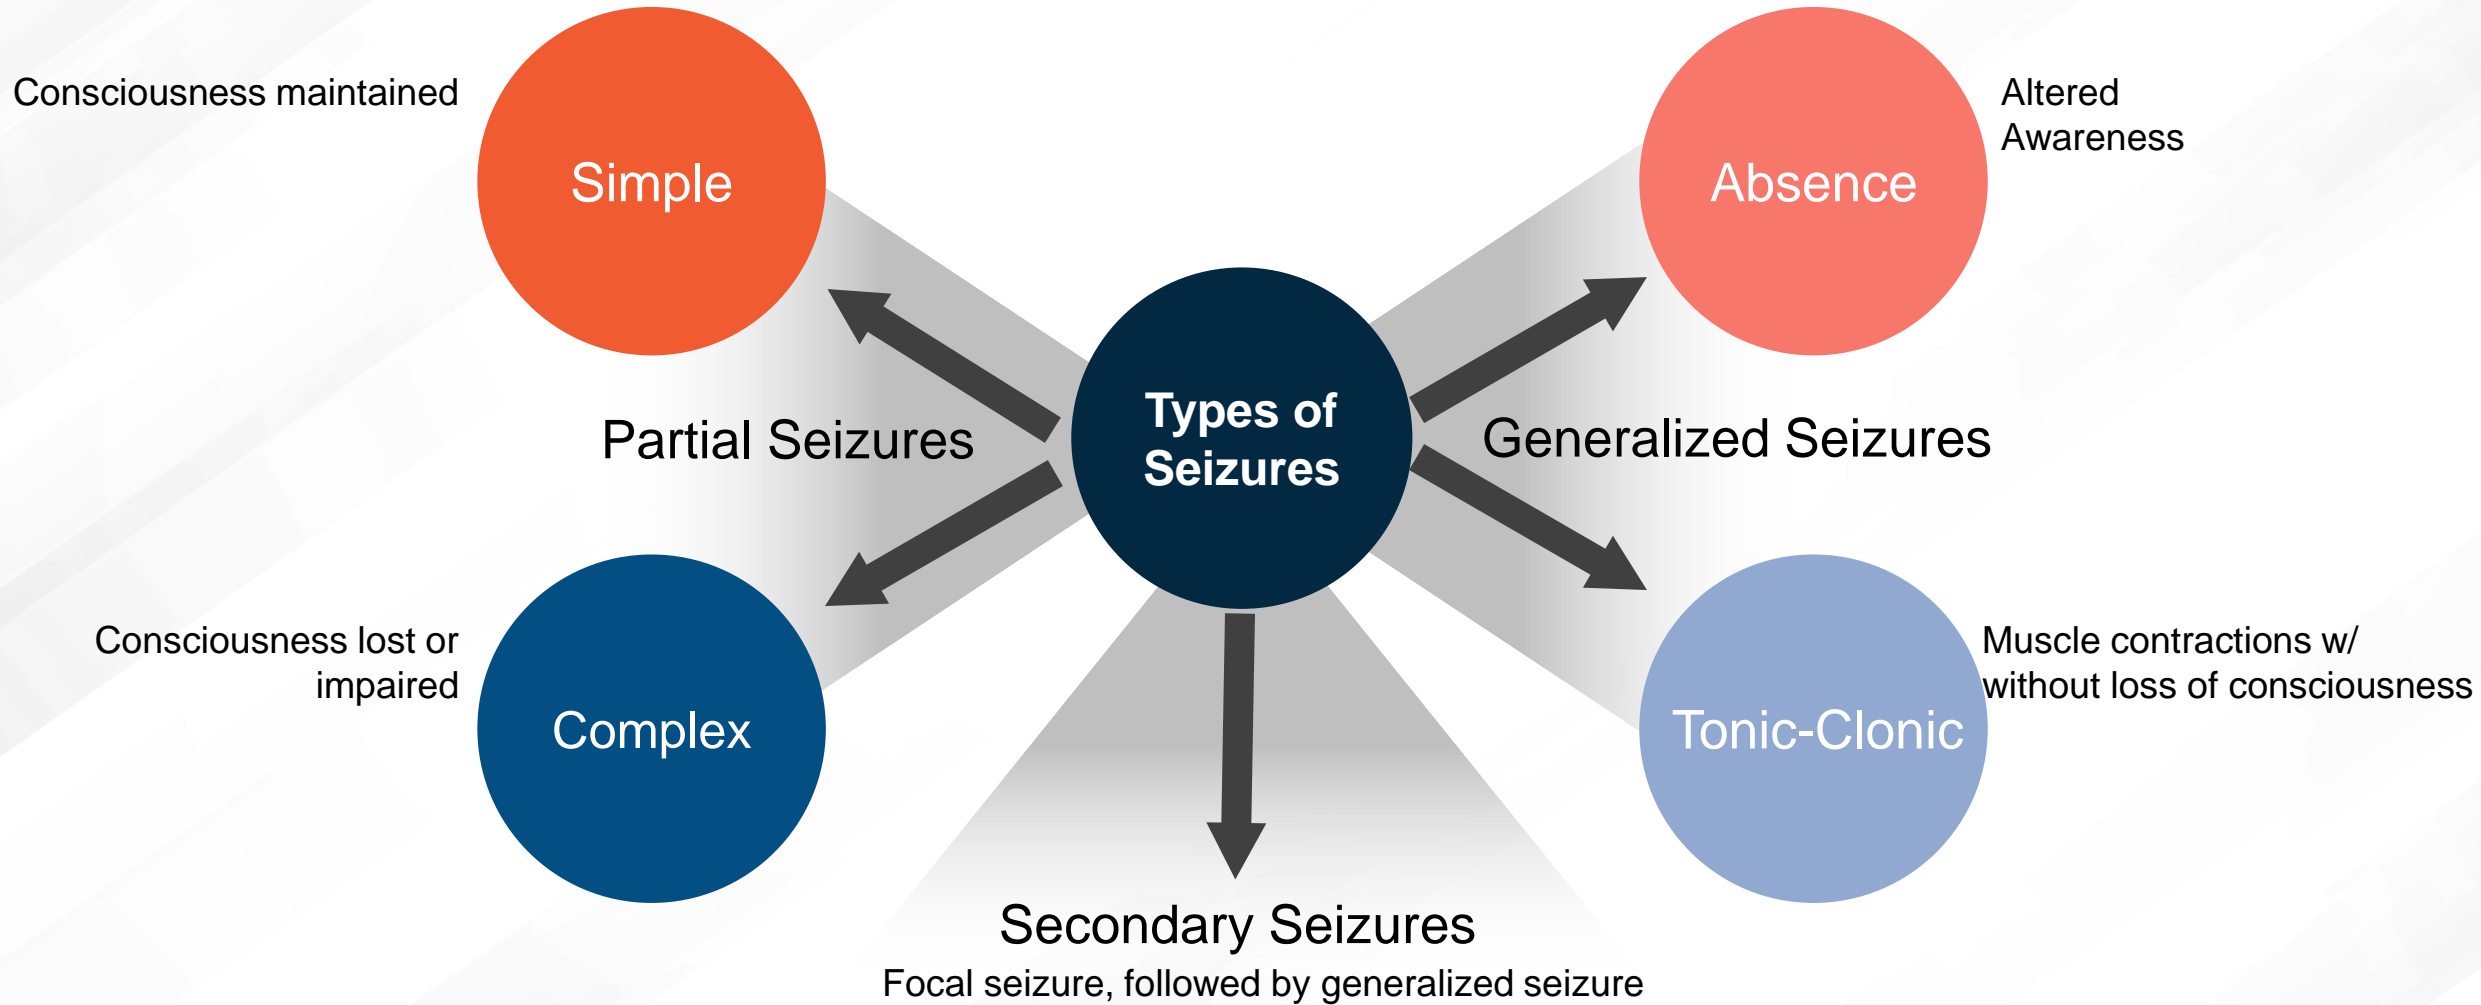 Consciousness maintained
Simple
Altered
Awareness
Absence
Types of
Seizures
Partial Seizures
Generalized Seizures
Consciousness lost or
impaired
Complex
Muscle contractions w/
without loss of consciousness
Tonic-Clonic
Secondary Seizures
Focal seizure, followed by generalized seizure